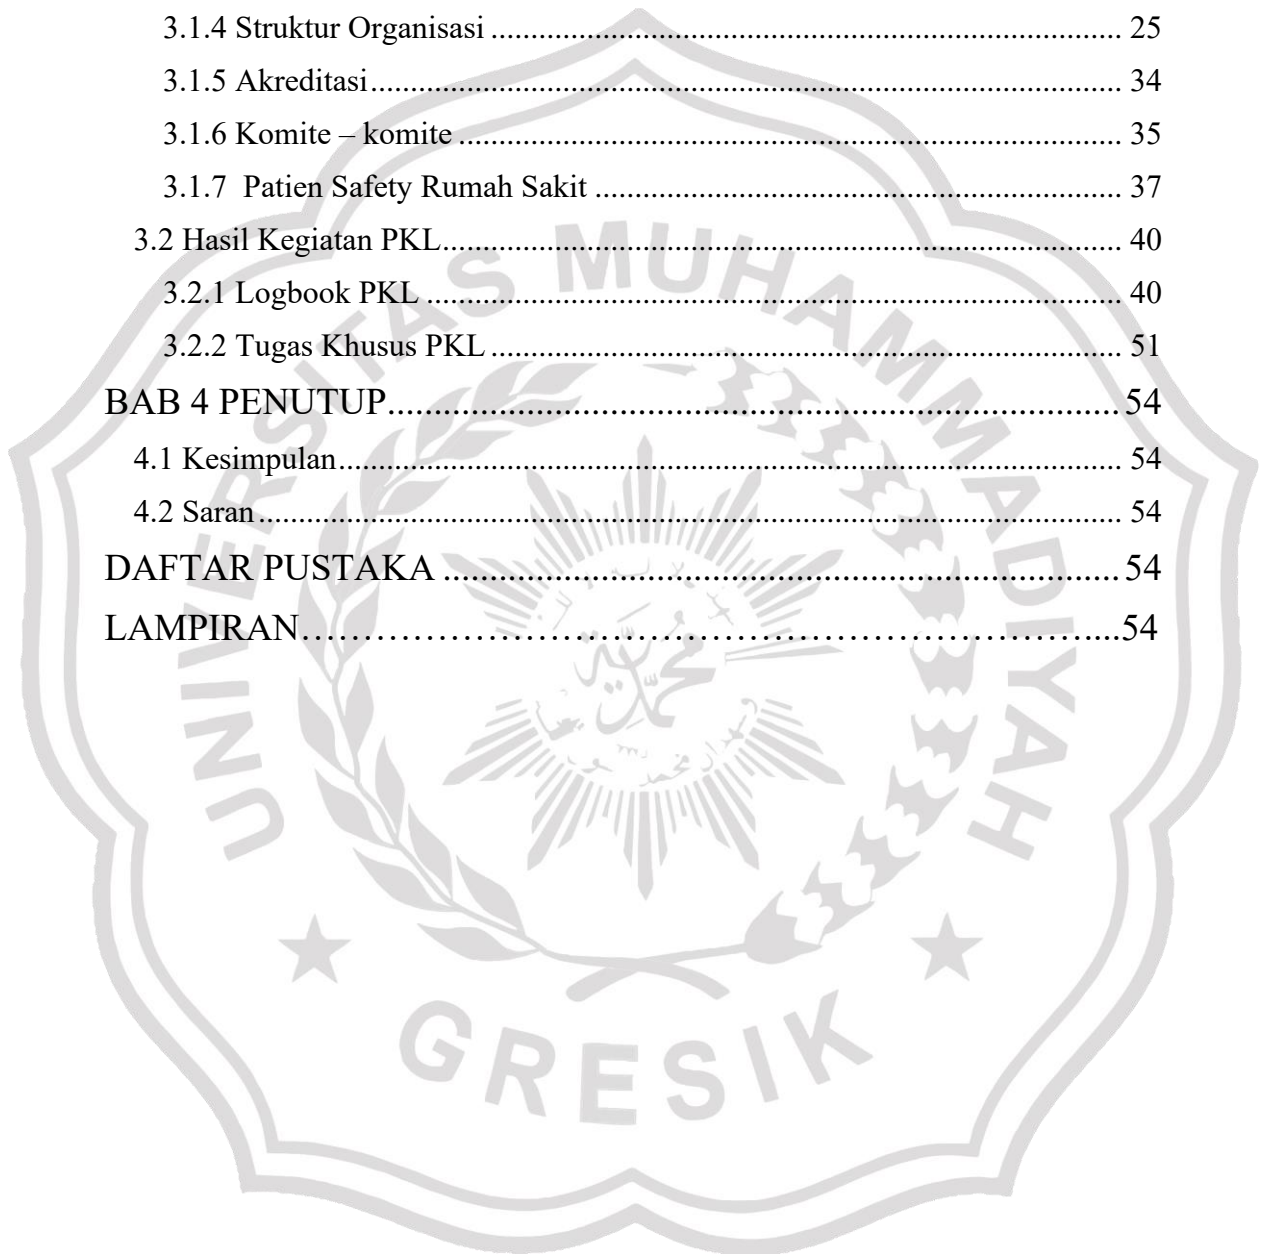 3.1.4 Struktur Organisasi ........................................ 25
3.1.5 Akreditasi ........................................ 34
3.1.6 Komite – komite ........................................ 35
3.1.7  Patien Safety Rumah Sakit ........................................ 37
3.2 Hasil Kegiatan PKL ........................................ 40
3.2.1 Logbook PKL ........................................ 40
3.2.2 Tugas Khusus PKL ........................................ 51
BAB 4 PENUTUP ........................................ 54
4.1 Kesimpulan ........................................ 54
4.2 Saran ........................................ 54
DAFTAR PUSTAKA ........................................ 54
LAMPIRAN ........................................ 54
UNIVERSITAS MUHAMMADIYAH
GRESIK
محمد